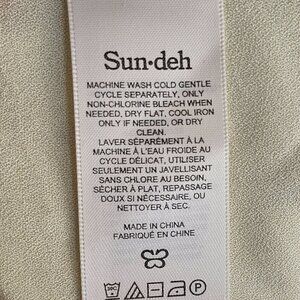 Sun·deh
MACHINE WASH COLD GENTLE
CYCLE SEPARATELY, ONLY
NON-CHLORINE BLEACH WHEN
NEEDED, DRY FLAT, COOL IRON
ONLY IF NEEDED, OR DRY
CLEAN.
LAVER SÉPARÉMENT À LA
MACHINE À L'EAU FROIDE AU
CYCLE DÉLICAT, UTILISER
SEULEMENT UN JAVELLISANT
SANS CHLORE AU BESOIN,
SÉCHER À PLAT, REPASSAGE
DOUX SI NÉCESSAIRE, OU
NETTOYER À SEC.
MADE IN CHINA
FABRIQUÉ EN CHINE